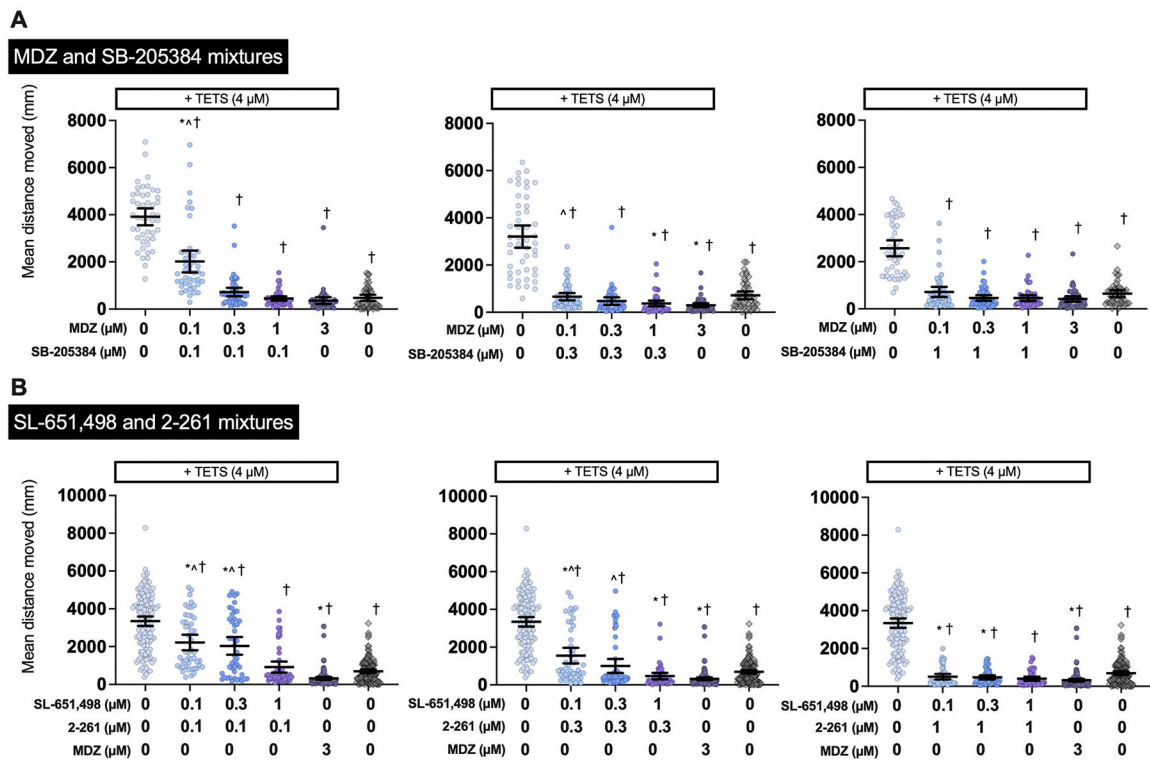 A
MDZ and SB-205384 mixtures
+ TETS (4 µM)
+ TETS (4 µM)
+ TETS (4 µM)
Mean distance moved (mm)
8000
6000
4000
2000
0
*^†
†
†
†
†
8000
6000
4000
2000
0
^†
†
*†
*†
†
8000
6000
4000
2000
0
†
†
†
†
†
MDZ (µM) 0 0.1 0.3 1 3 0
SB-205384 (µM) 0 0.1 0.1 0.1 0 0
MDZ (µM) 0 0.1 0.3 1 3 0
SB-205384 (µM) 0 0.3 0.3 0.3 0 0
MDZ (µM) 0 0.1 0.3 1 3 0
SB-205384 (µM) 0 1 1 1 0 0
B
SL-651,498 and 2-261 mixtures
+ TETS (4 µM)
+ TETS (4 µM)
+ TETS (4 µM)
Mean distance moved (mm)
10000
8000
6000
4000
2000
0
*^†
*^†
†
*†
†
10000
8000
6000
4000
2000
0
*^†
^†
*†
*†
†
10000
8000
6000
4000
2000
0
*†
*†
†
*†
†
SL-651,498 (µM) 0 0.1 0.3 1 0 0
2-261 (µM) 0 0.1 0.1 0.1 0 0
MDZ (µM) 0 0 0 0 3 0
SL-651,498 (µM) 0 0.1 0.3 1 0 0
2-261 (µM) 0 0.3 0.3 0.3 0 0
MDZ (µM) 0 0 0 0 3 0
SL-651,498 (µM) 0 0.1 0.3 1 0 0
2-261 (µM) 0 1 1 1 0 0
MDZ (µM) 0 0 0 0 3 0